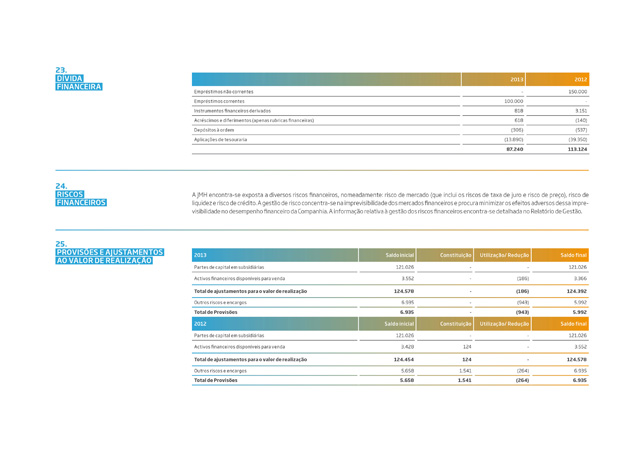 23.
DÍVIDA
FINANCEIRA
2013 2012
Empréstimos não correntes - 150.000
Empréstimos correntes 100.000 -
Instrumentos financeiros derivados 818 3.151
Acréscimos e diferimentos (apenas rubricas financeiras) 618 (140)
Depósitos à ordem (306) (537)
Aplicações de tesouraria (13.890) (39.350)
87.240 113.124
24.
RISCOS
FINANCEIROS
A JMH encontra-se exposta a diversos riscos financeiros, nomeadamente: risco de mercado (que inclui os riscos de taxa de juro e risco de preço), risco de
liquidez e risco de crédito. A gestão de risco concentra-se na imprevisibilidade dos mercados financeiros e procura minimizar os efeitos adversos dessa impre-
visibilidade no desempenho financeiro da Companhia. A informação relativa à gestão dos riscos financeiros encontra-se detalhada no Relatório de Gestão.
25.
PROVISÕES E AJUSTAMENTOS
AO VALOR DE REALIZAÇÃO
2013 Saldo inicial Constituição Utilização/Redução Saldo final
Partes de capital em subsidiárias 121.026 - - 121.026
Activos financeiros disponíveis para venda 3.552 - (186) 3.366
Total de ajustamentos para o valor de realização 124.578 - (186) 124.392
Outros riscos e encargos 6.935 - (943) 5.992
Total de Provisões 6.935 - (943) 5.992
2012 Saldo inicial Constituição Utilização/Redução Saldo final
Partes de capital em subsidiárias 121.026 - - 121.026
Activos financeiros disponíveis para venda 3.428 124 - 3.552
Total de ajustamentos para o valor de realização 124.454 124 - 124.578
Outros riscos e encargos 5.658 1.541 (264) 6.935
Total de Provisões 5.658 1.541 (264) 6.935